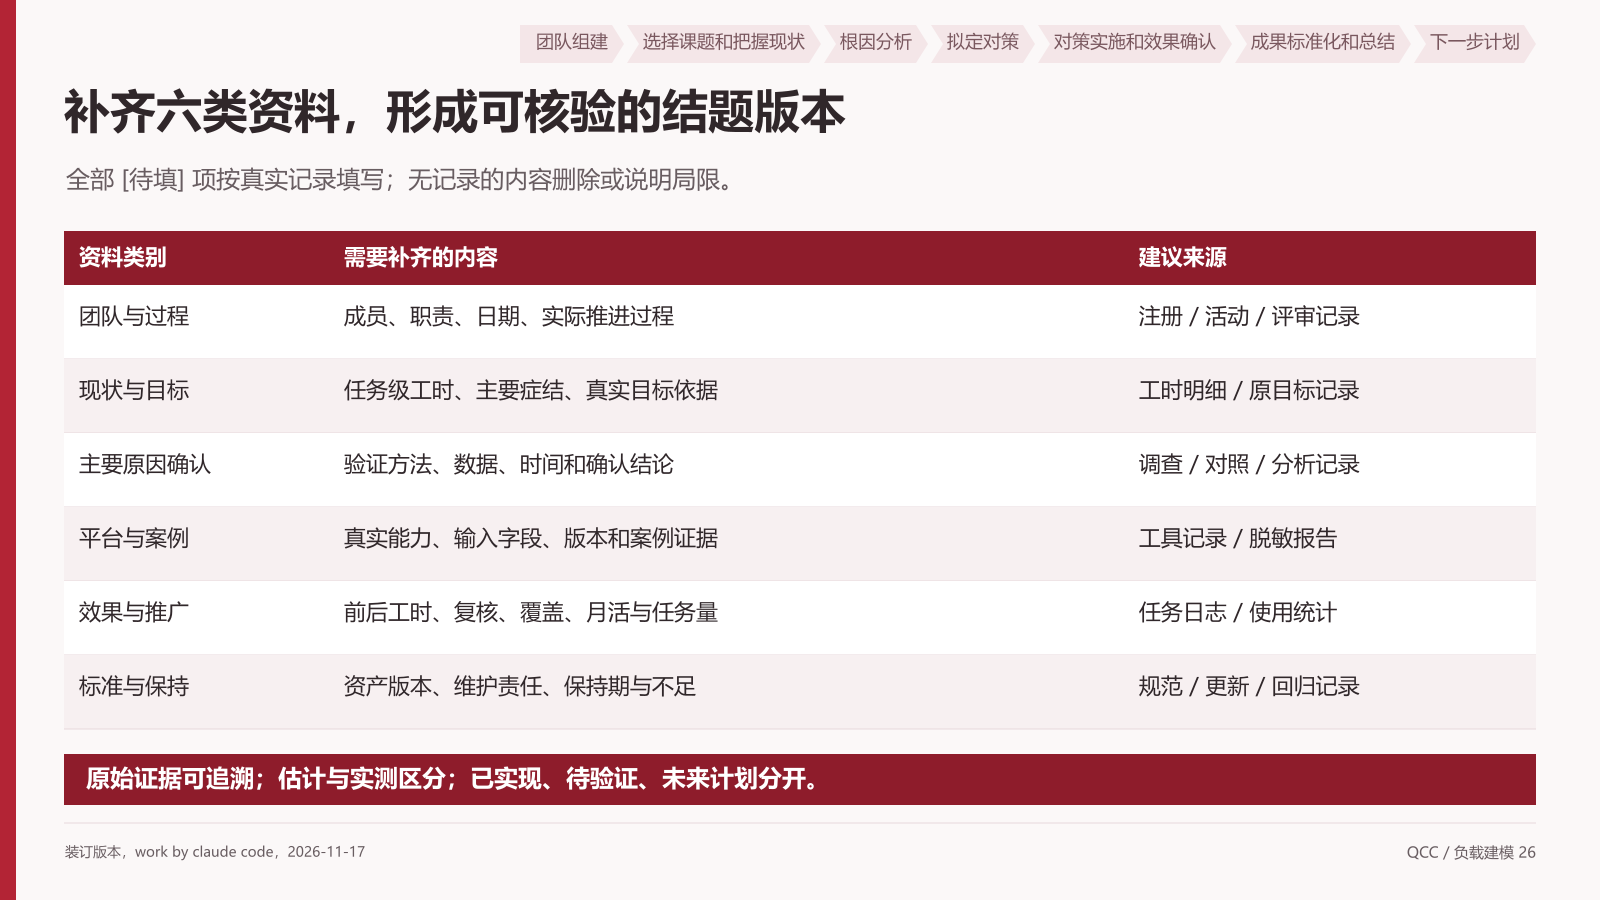 团队组建 选择课题和把握现状 根因分析 拟定对策 对策实施和效果确认 成果标准化和总结 下一步计划
补齐六类资料，形成可核验的结题版本
全部 [待填] 项按真实记录填写；无记录的内容删除或说明局限。
资料类别 需要补齐的内容 建议来源
团队与过程 成员、职责、日期、实际推进过程 注册 / 活动 / 评审记录
现状与目标 任务级工时、主要症结、真实目标依据 工时明细 / 原目标记录
主要原因确认 验证方法、数据、时间和确认结论 调查 / 对照 / 分析记录
平台与案例 真实能力、输入字段、版本和案例证据 工具记录 / 脱敏报告
效果与推广 前后工时、复核、覆盖、月活与任务量 任务日志 / 使用统计
标准与保持 资产版本、维护责任、保持期与不足 规范 / 更新 / 回归记录
原始证据可追溯；估计与实测区分；已实现、待验证、未来计划分开。
装订版本，work by claude code，2026-11-17 QCC / 负载建模 26